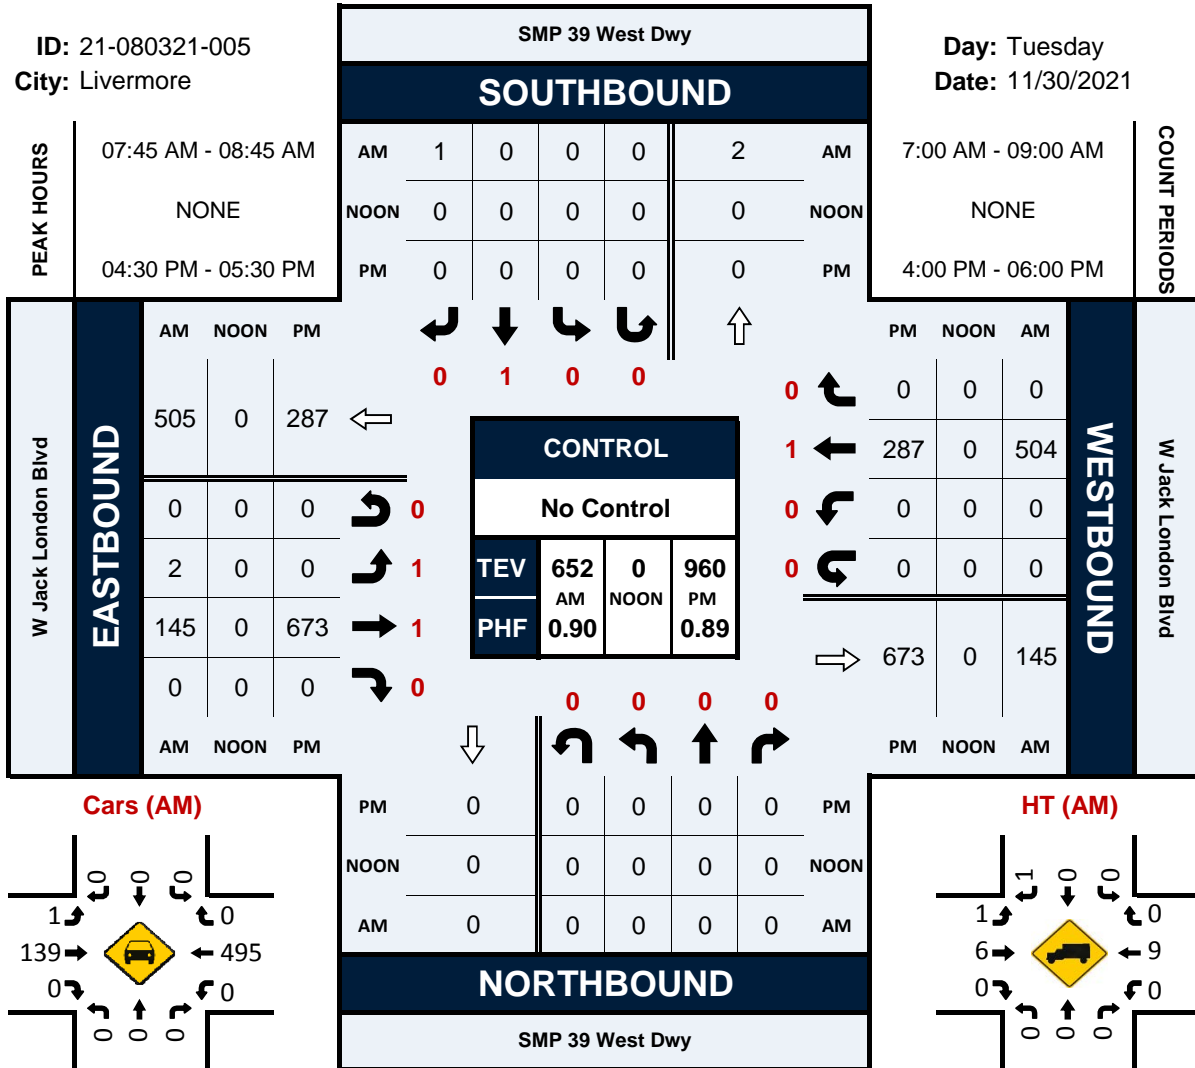 SMP 39 West Dwy
ID: 21-080321-005
City: Livermore
Day: Tuesday
Date: 11/30/2021
SOUTHBOUND
PEAK HOURS
07:45 AM - 08:45 AM
NONE
04:30 PM - 05:30 PM
AM 1 0 0 0 2 AM
NOON 0 0 0 0 0 NOON
PM 0 0 0 0 0 PM
7:00 AM - 09:00 AM
NONE
4:00 PM - 06:00 PM
COUNT PERIODS
0 1 0 0
W Jack London Blvd
EASTBOUND
AM NOON PM
505 0 287
0 0 0 0
2 0 0 1
145 0 673 1
0 0 0 0
AM NOON PM
CONTROL
No Control
TEV 652 0 960
AM NOON PM
PHF 0.90 0.89
PM NOON AM
0 0 0 0
1 287 0 504
0 0 0 0
0 0 0 0
673 0 145
PM NOON AM
WESTBOUND
W Jack London Blvd
0 0 0 0
PM 0 0 0 0 0 PM
NOON 0 0 0 0 0 NOON
AM 0 0 0 0 0 AM
NORTHBOUND
SMP 39 West Dwy
Cars (AM)
0 0 0
1 0
139 495
0 0
0 0 0
HT (AM)
1 0 0
1 0
6 9
0 0
0 0 0